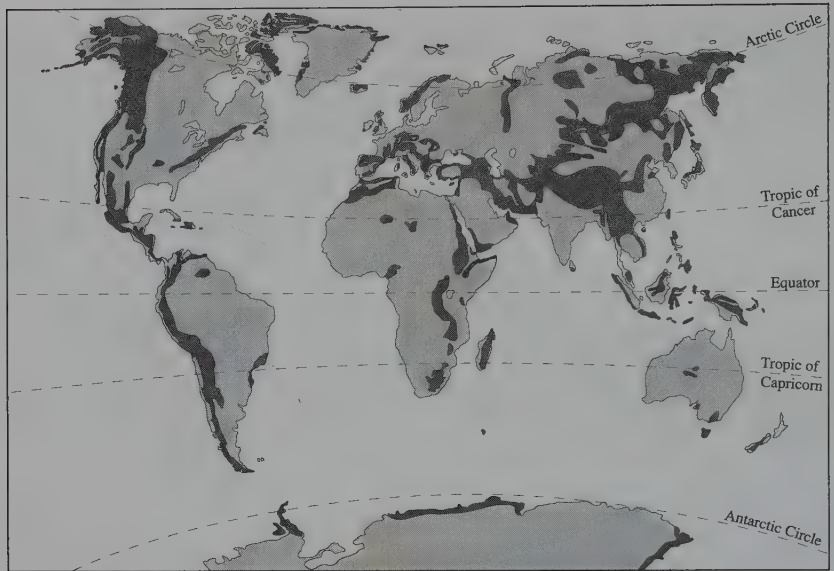 Arctic Circle
Tropic of
Cancer
Equator
Tropic of
Capricorn
Antarctic Circle